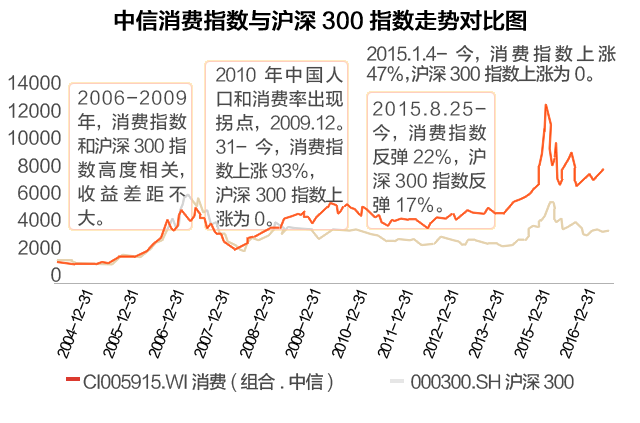 中信消费指数与沪深 300 指数走势对比图
2015.1.4- 今，消费指数上涨
47%,沪深 300 指数上涨为 0。
14000
12000
10000
8000
6000
4000
2000
0
2006-2009
年，消费指数
和沪深 300 指
数高度相关，
收益差距不
大。
2010 年中国人
口和消费率出现
拐点，2009.12。
31- 今，消费指
数上涨 93%，
沪深 300 指数上
涨为 0。
2015.8.25-
今，消费指数
反弹 22%，沪
深 300 指数反
弹 17%。
2004-12-31
2005-12-31
2006-12-31
2007-12-31
2008-12-31
2009-12-31
2010-12-31
2011-12-31
2012-12-31
2013-12-31
2015-12-31
2016-12-31
CI005915.WI 消费 ( 组合 . 中信 )
000300.SH 沪深 300